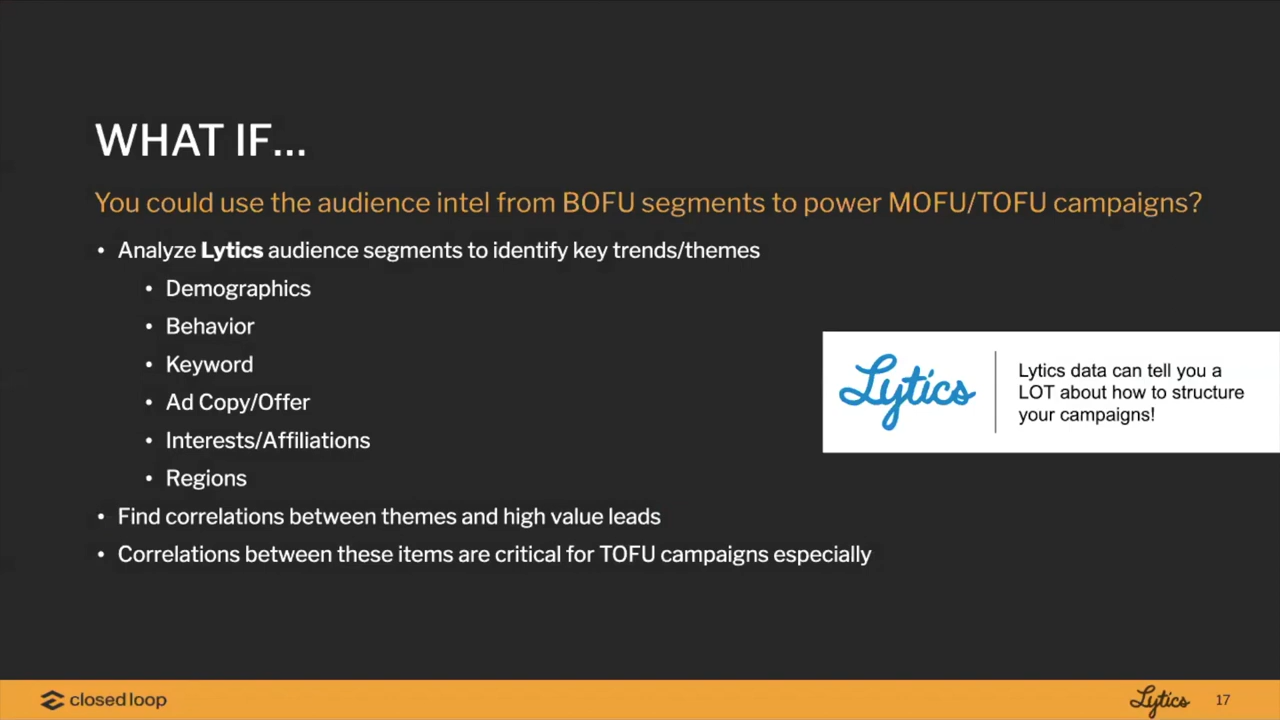 WHAT IF...
You could use the audience intel from BOFU segments to power MOFU/TOFU campaigns?
• Analyze Lytics audience segments to identify key trends/themes
• Demographics
• Behavior
• Keyword
• Ad Copy/Offer
• Interests/Affiliations
• Regions
• Find correlations between themes and high value leads
• Correlations between these items are critical for TOFU campaigns especially
Lytics
Lytics data can tell you a
LOT about how to structure
your campaigns!
closed loop
Lytics
17